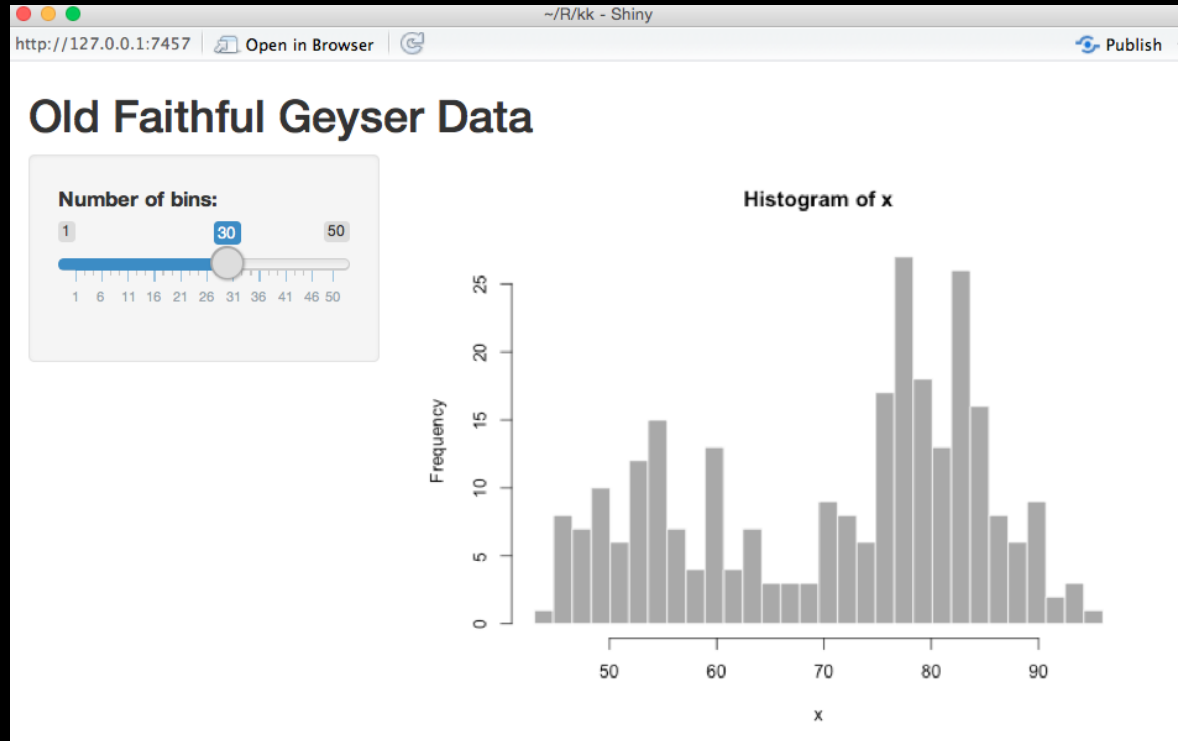 ~/R/kk - Shiny
http://127.0.0.1:7457 Open in Browser Publish
Old Faithful Geyser Data
Number of bins:
1 30 50
1 6 11 16 21 26 31 36 41 46 50
Histogram of x
Frequency
25
20
15
10
5
0
50 60 70 80 90
x